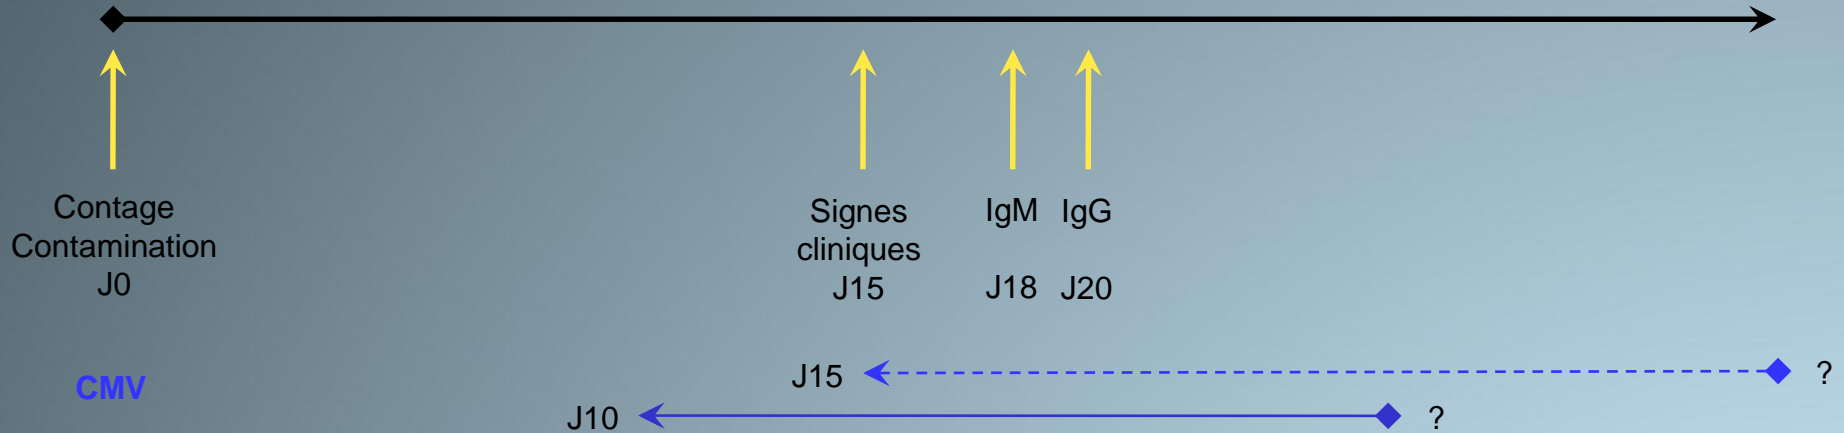 Contage
Contamination
J0
Signes
cliniques
J15
IgM
J18
IgG
J20
CMV
J15
?
J10
?